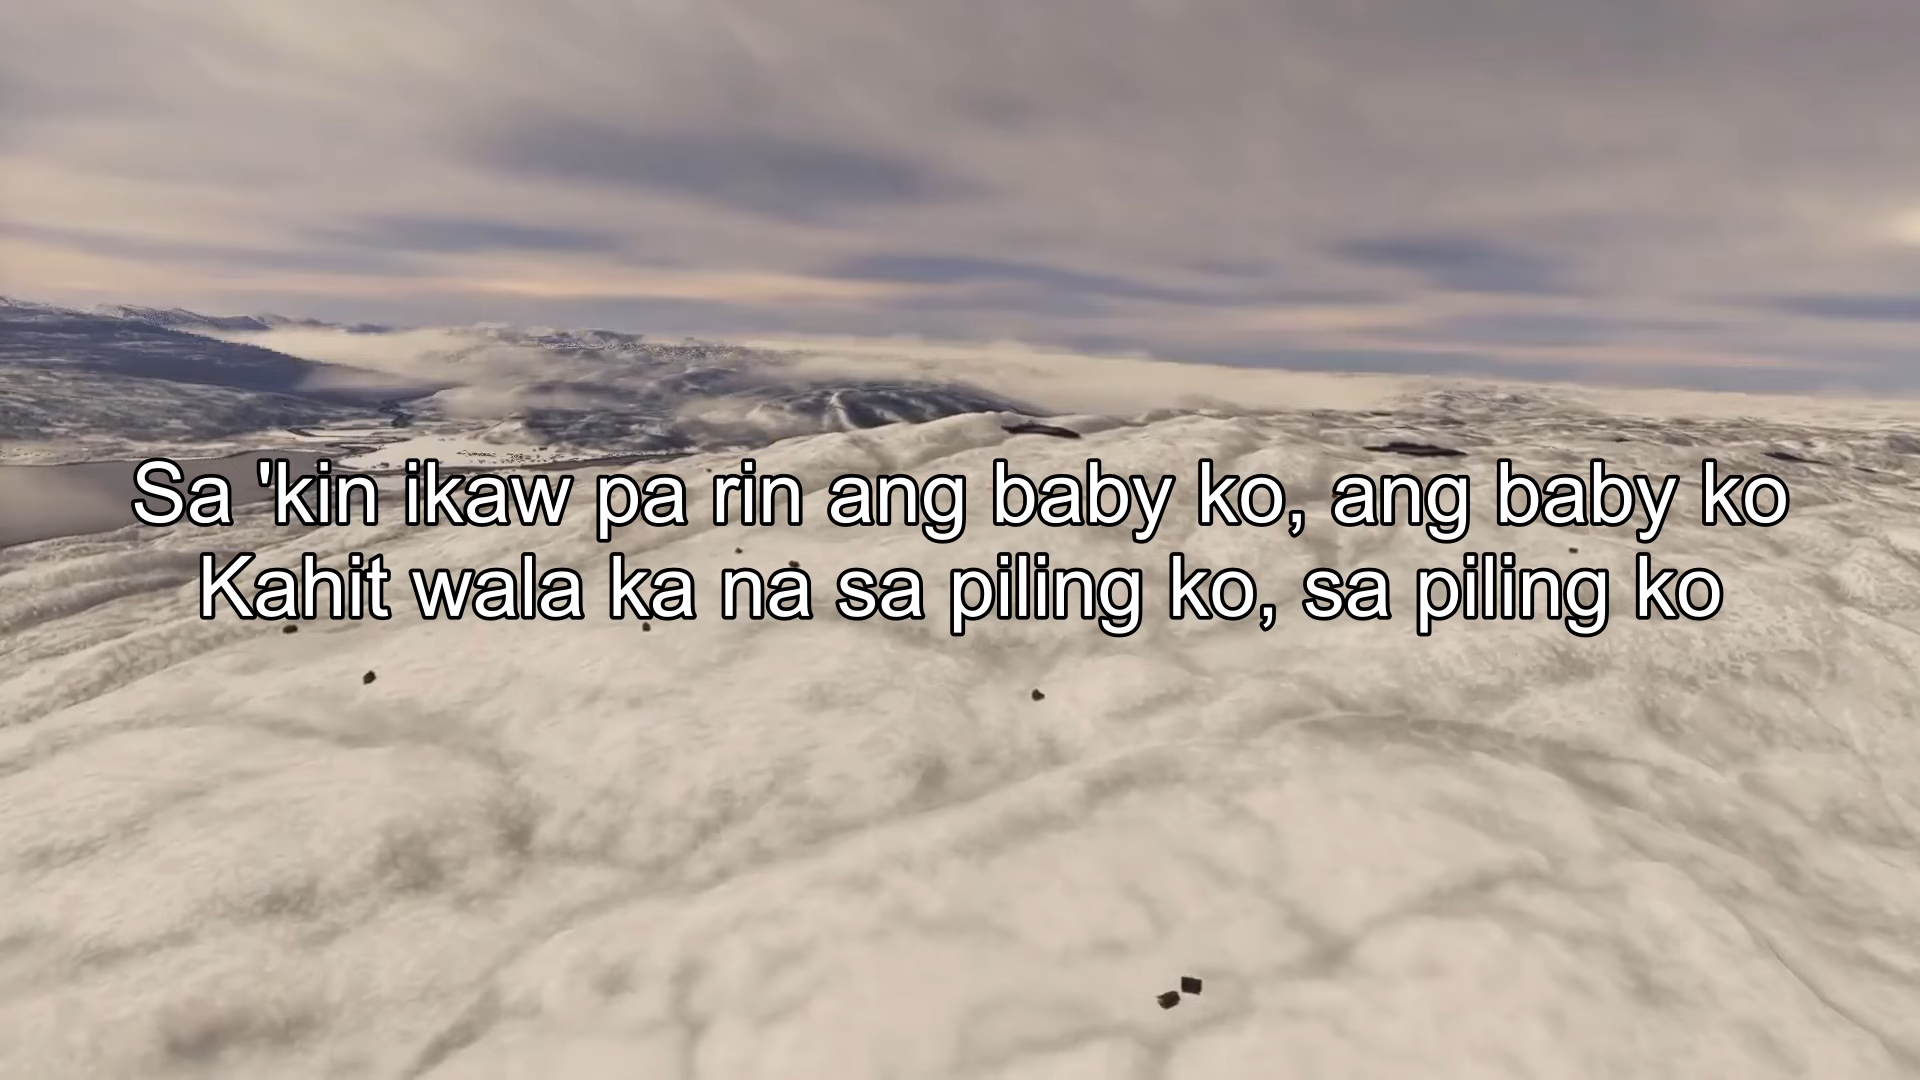 Sa 'kin ikaw pa rin ang baby ko, ang baby ko
Kahit wala ka na sa piling ko, sa piling ko